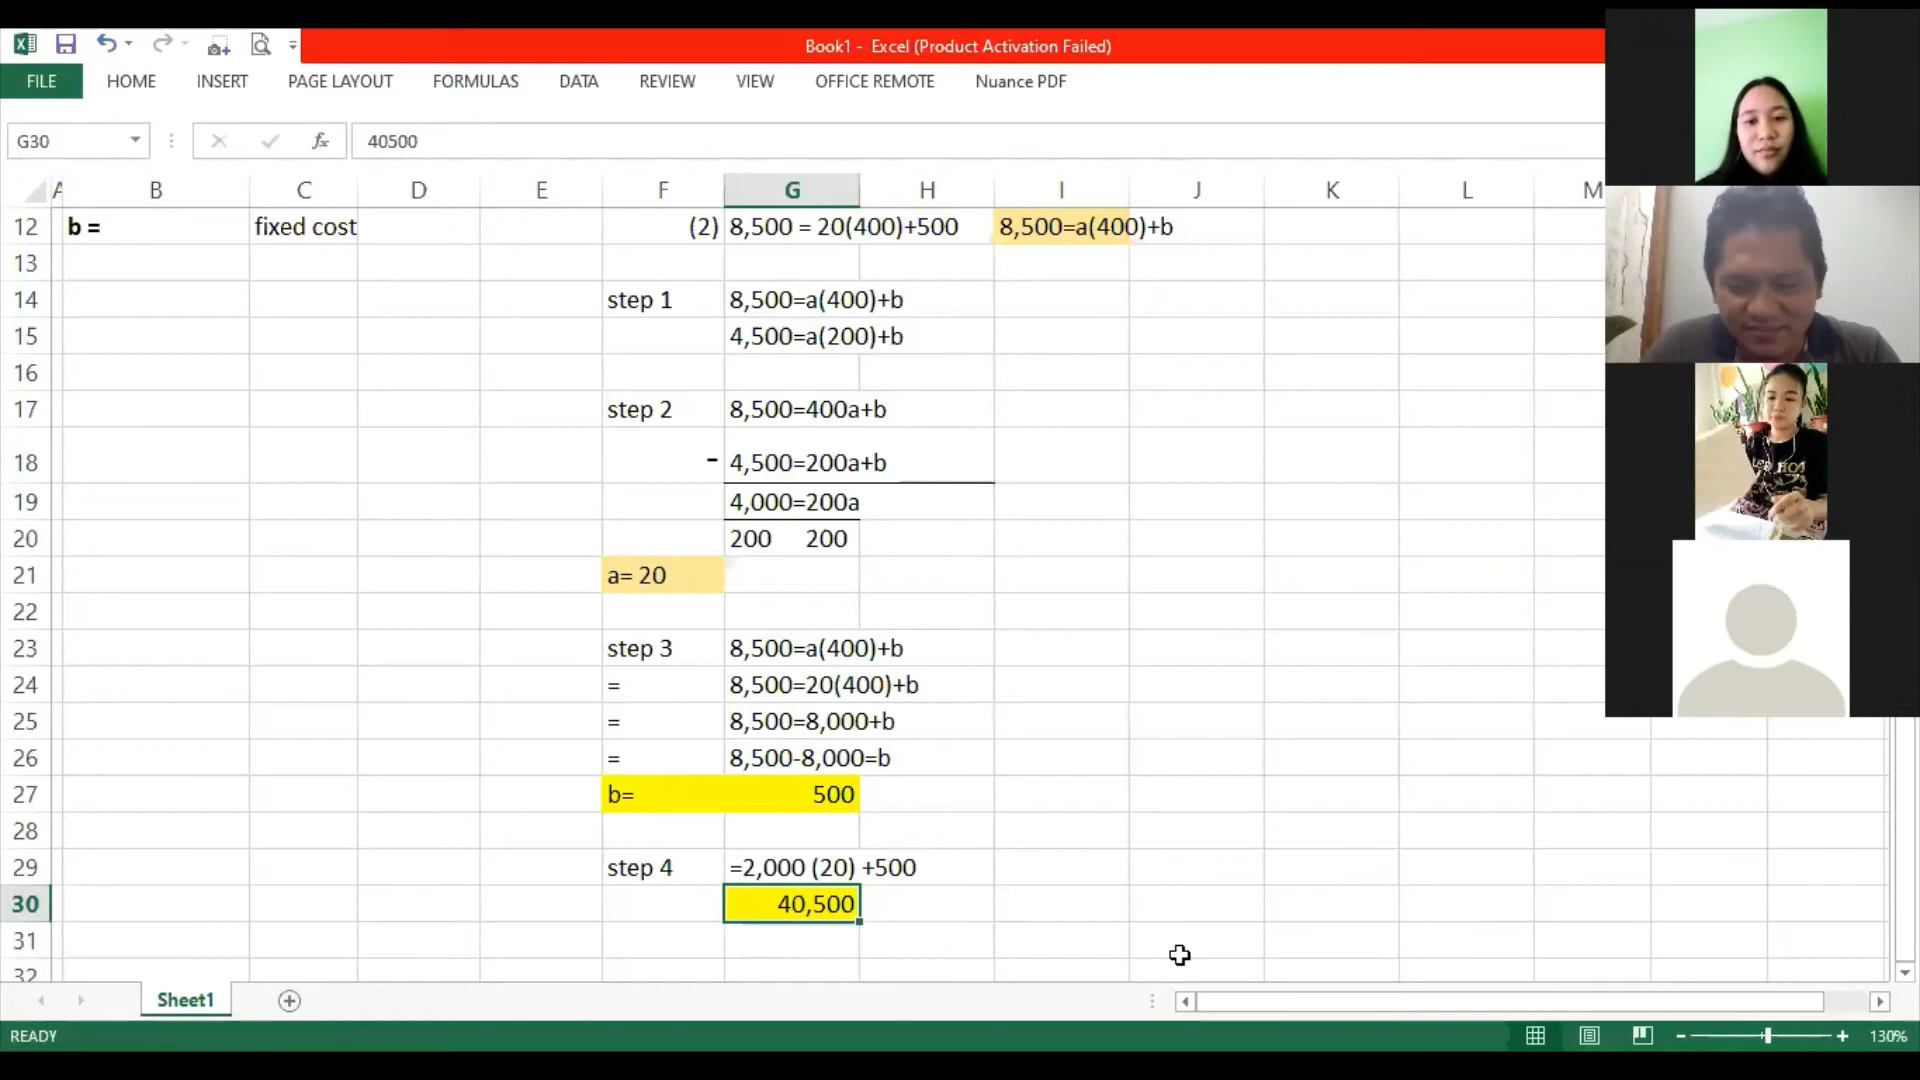 Book1 - Excel (Product Activation Failed)
FILE HOME INSERT PAGE LAYOUT FORMULAS DATA REVIEW VIEW OFFICE REMOTE Nuance PDF
G30 fx 40500
A B C D E F G H I J K L M
12 b = fixed cost (2) 8,500 = 20(400)+500 8,500=a(400)+b
13
14 step 1 8,500=a(400)+b
15 4,500=a(200)+b
16
17 step 2 8,500=400a+b
18 - 4,500=200a+b
19 4,000=200a
20 200 200
21 a= 20
22
23 step 3 8,500=a(400)+b
24 = 8,500=20(400)+b
25 = 8,500=8,000+b
26 = 8,500-8,000=b
27 b= 500
28
29 step 4 =2,000 (20) +500
30 40,500
31
32
Sheet1
READY 130%